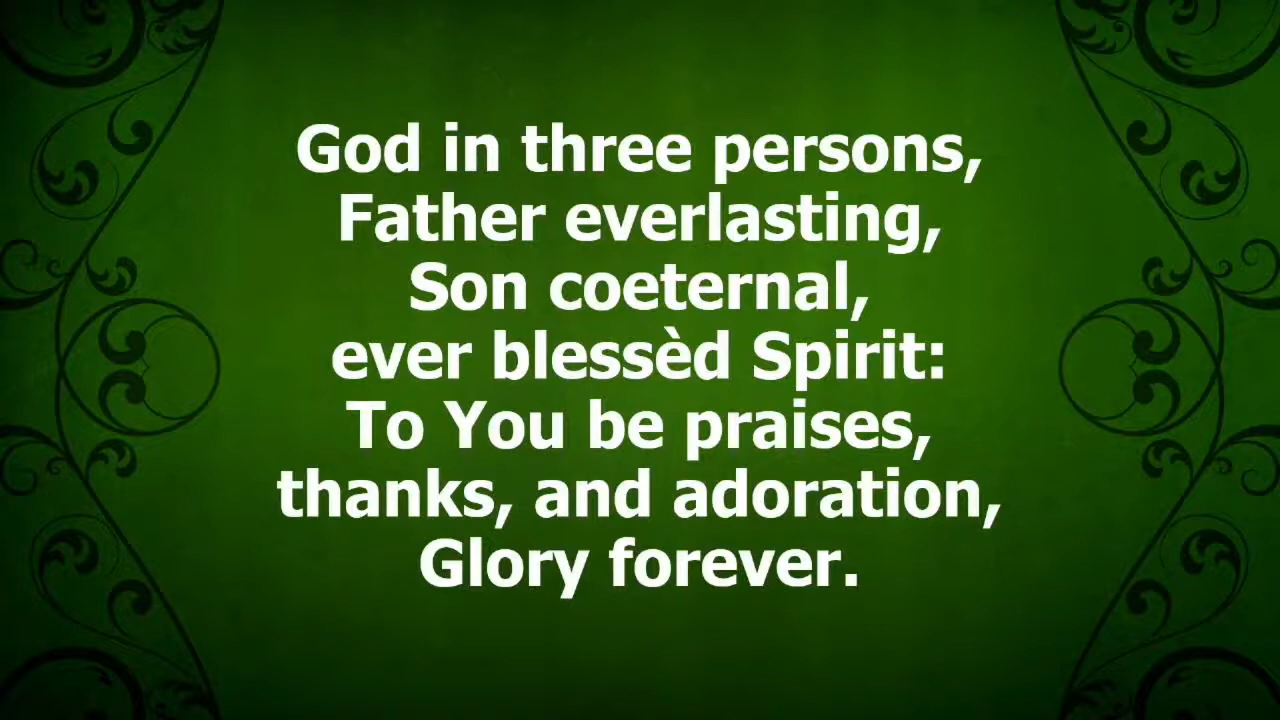 God in three persons,
Father everlasting,
Son coeternal,
ever blessèd Spirit:
To You be praises,
thanks, and adoration,
Glory forever.